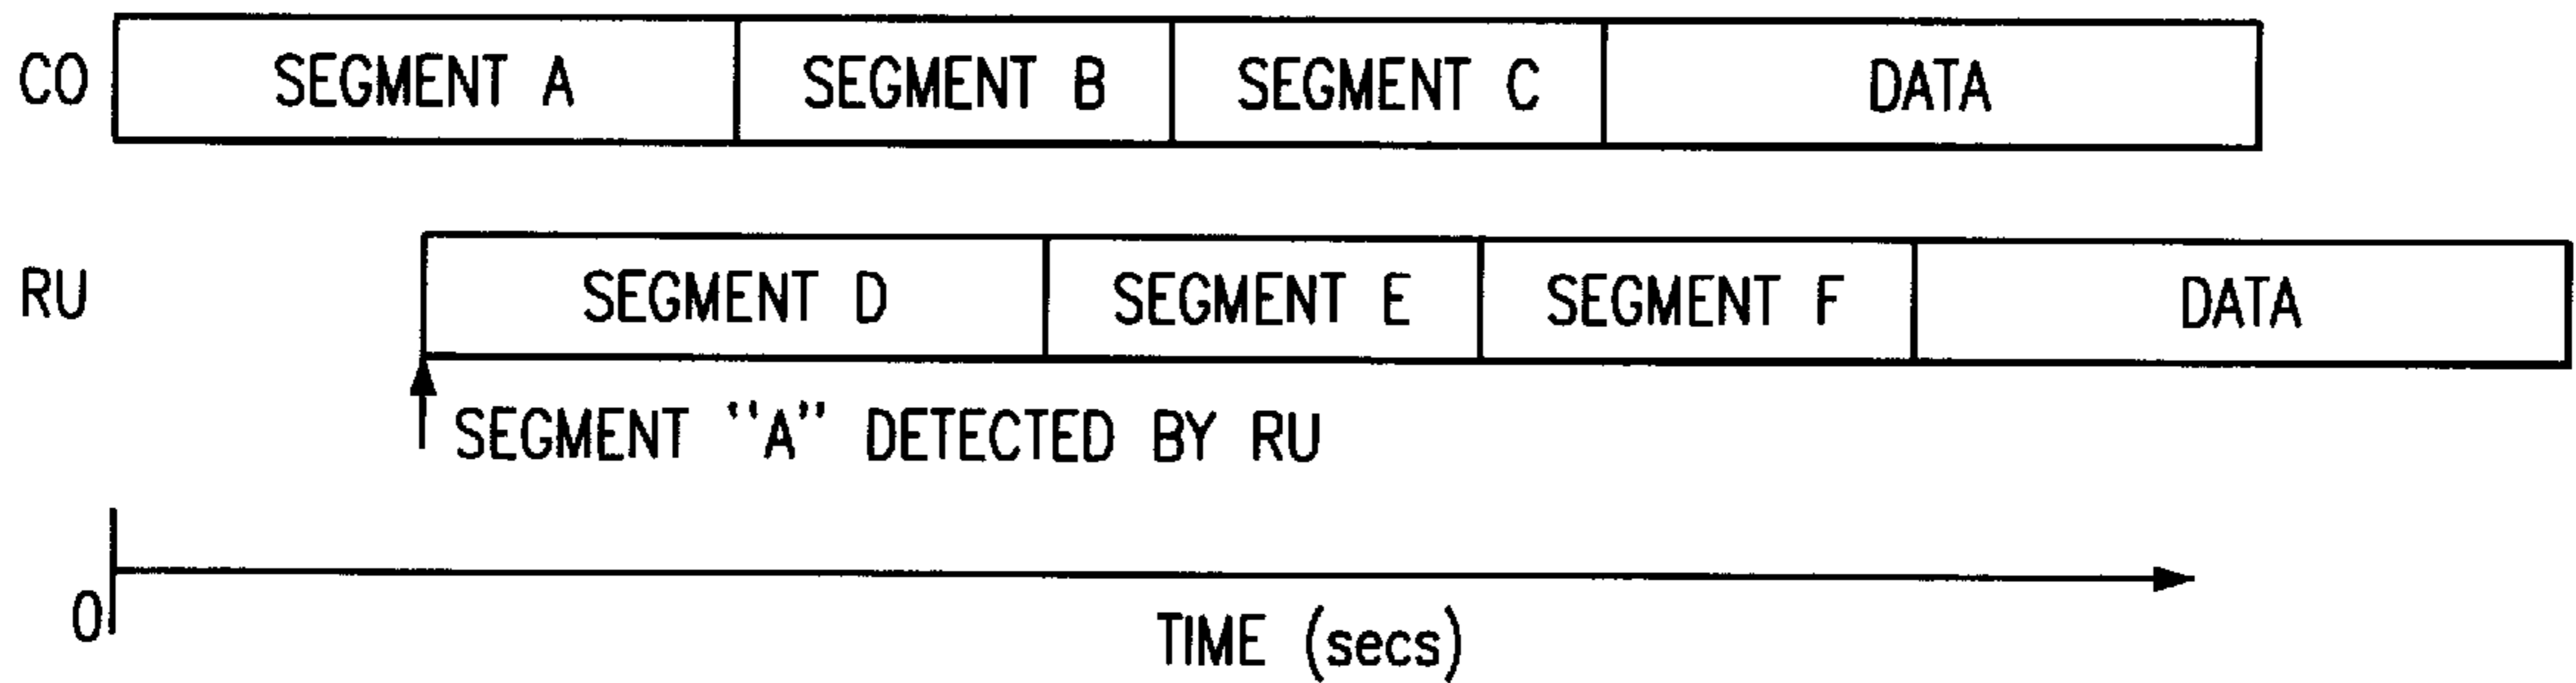 CO SEGMENT A SEGMENT B SEGMENT C DATA
RU SEGMENT D SEGMENT E SEGMENT F DATA
SEGMENT "A" DETECTED BY RU
0
TIME (secs)